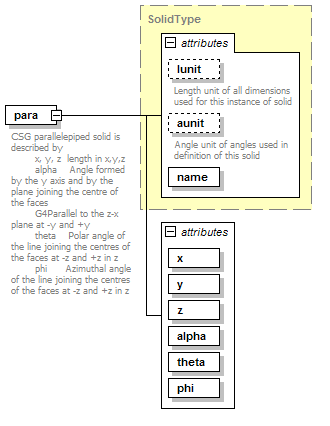 SolidType
attributes
lunit
Length unit of all dimensions
used for this instance of solid
aunit
Angle unit of angles used in
definition of this solid
name
para
CSG parallelepiped solid is
described by
x, y, z  length in x,y,z
alpha    Angle formed
by the y axis and by the
plane joining the centre of
the faces
G4Parallel to the z-x
plane at -y and +y
theta    Polar angle of
the line joining the centres of
the faces at -z and +z in z
phi      Azimuthal angle
of the line joining the centres
of the faces at -z and +z in z
attributes
x
y
z
alpha
theta
phi